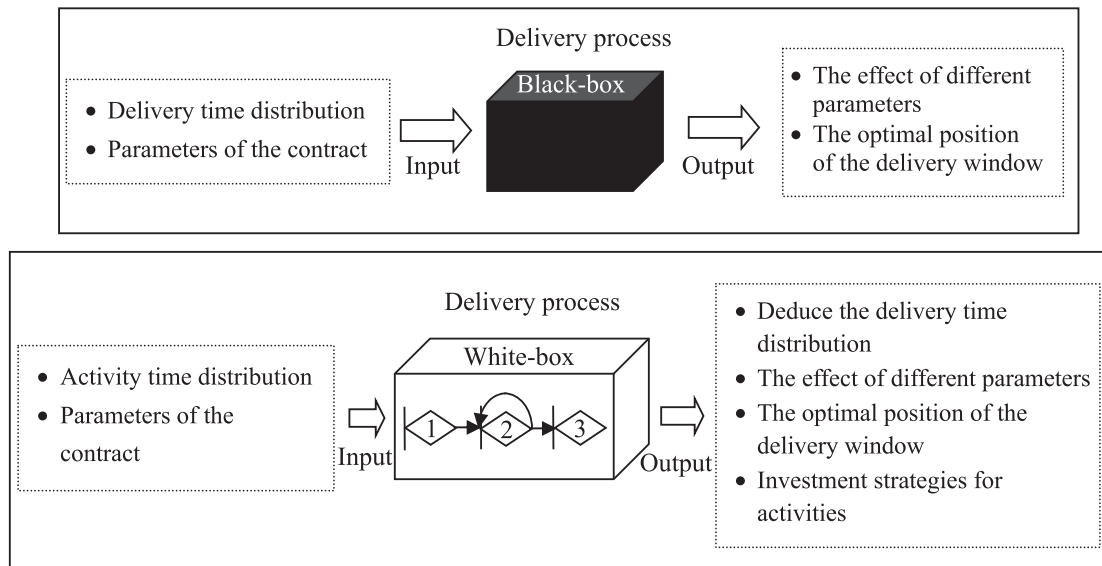 Delivery process
• Delivery time distribution
• Parameters of the contract
Input
Black-box
Output
• The effect of different
parameters
• The optimal position
of the delivery window
Delivery process
• Activity time distribution
• Parameters of the
contract
Input
White-box
1 2 3
Output
• Deduce the delivery time
distribution
• The effect of different parameters
• The optimal position of the
delivery window
• Investment strategies for
activities